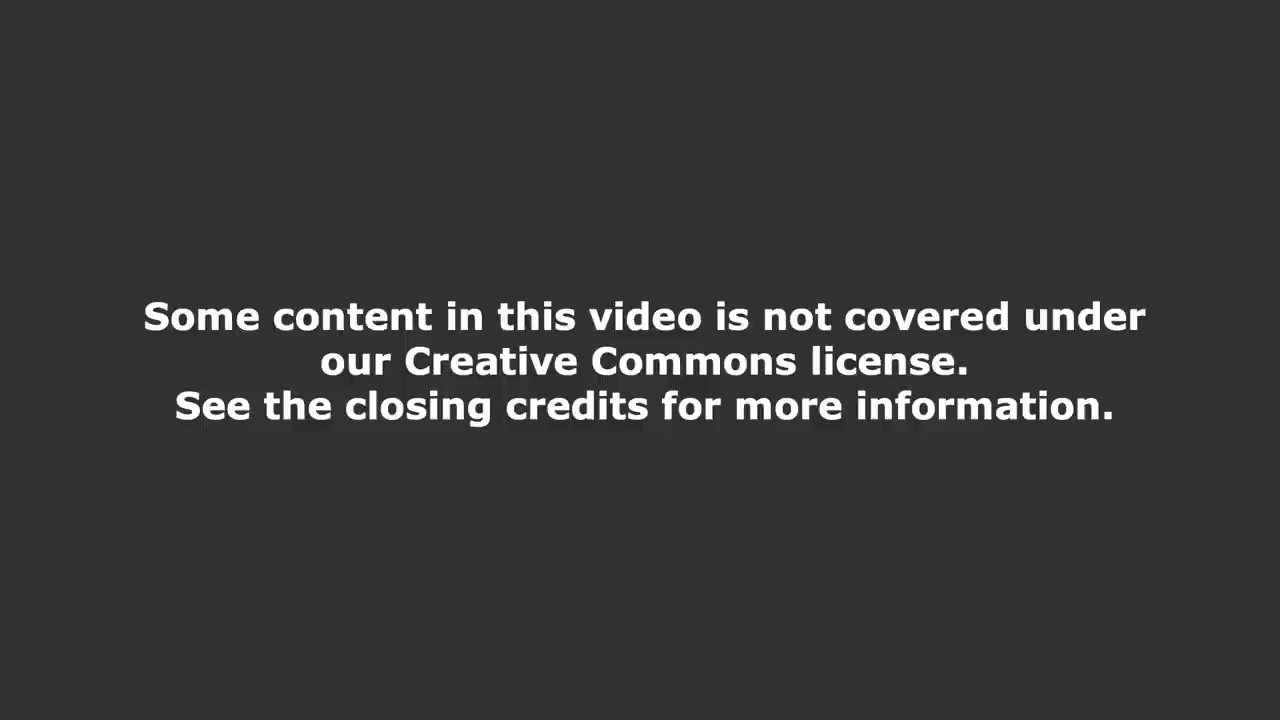 Some content in this video is not covered under
our Creative Commons license.
See the closing credits for more information.